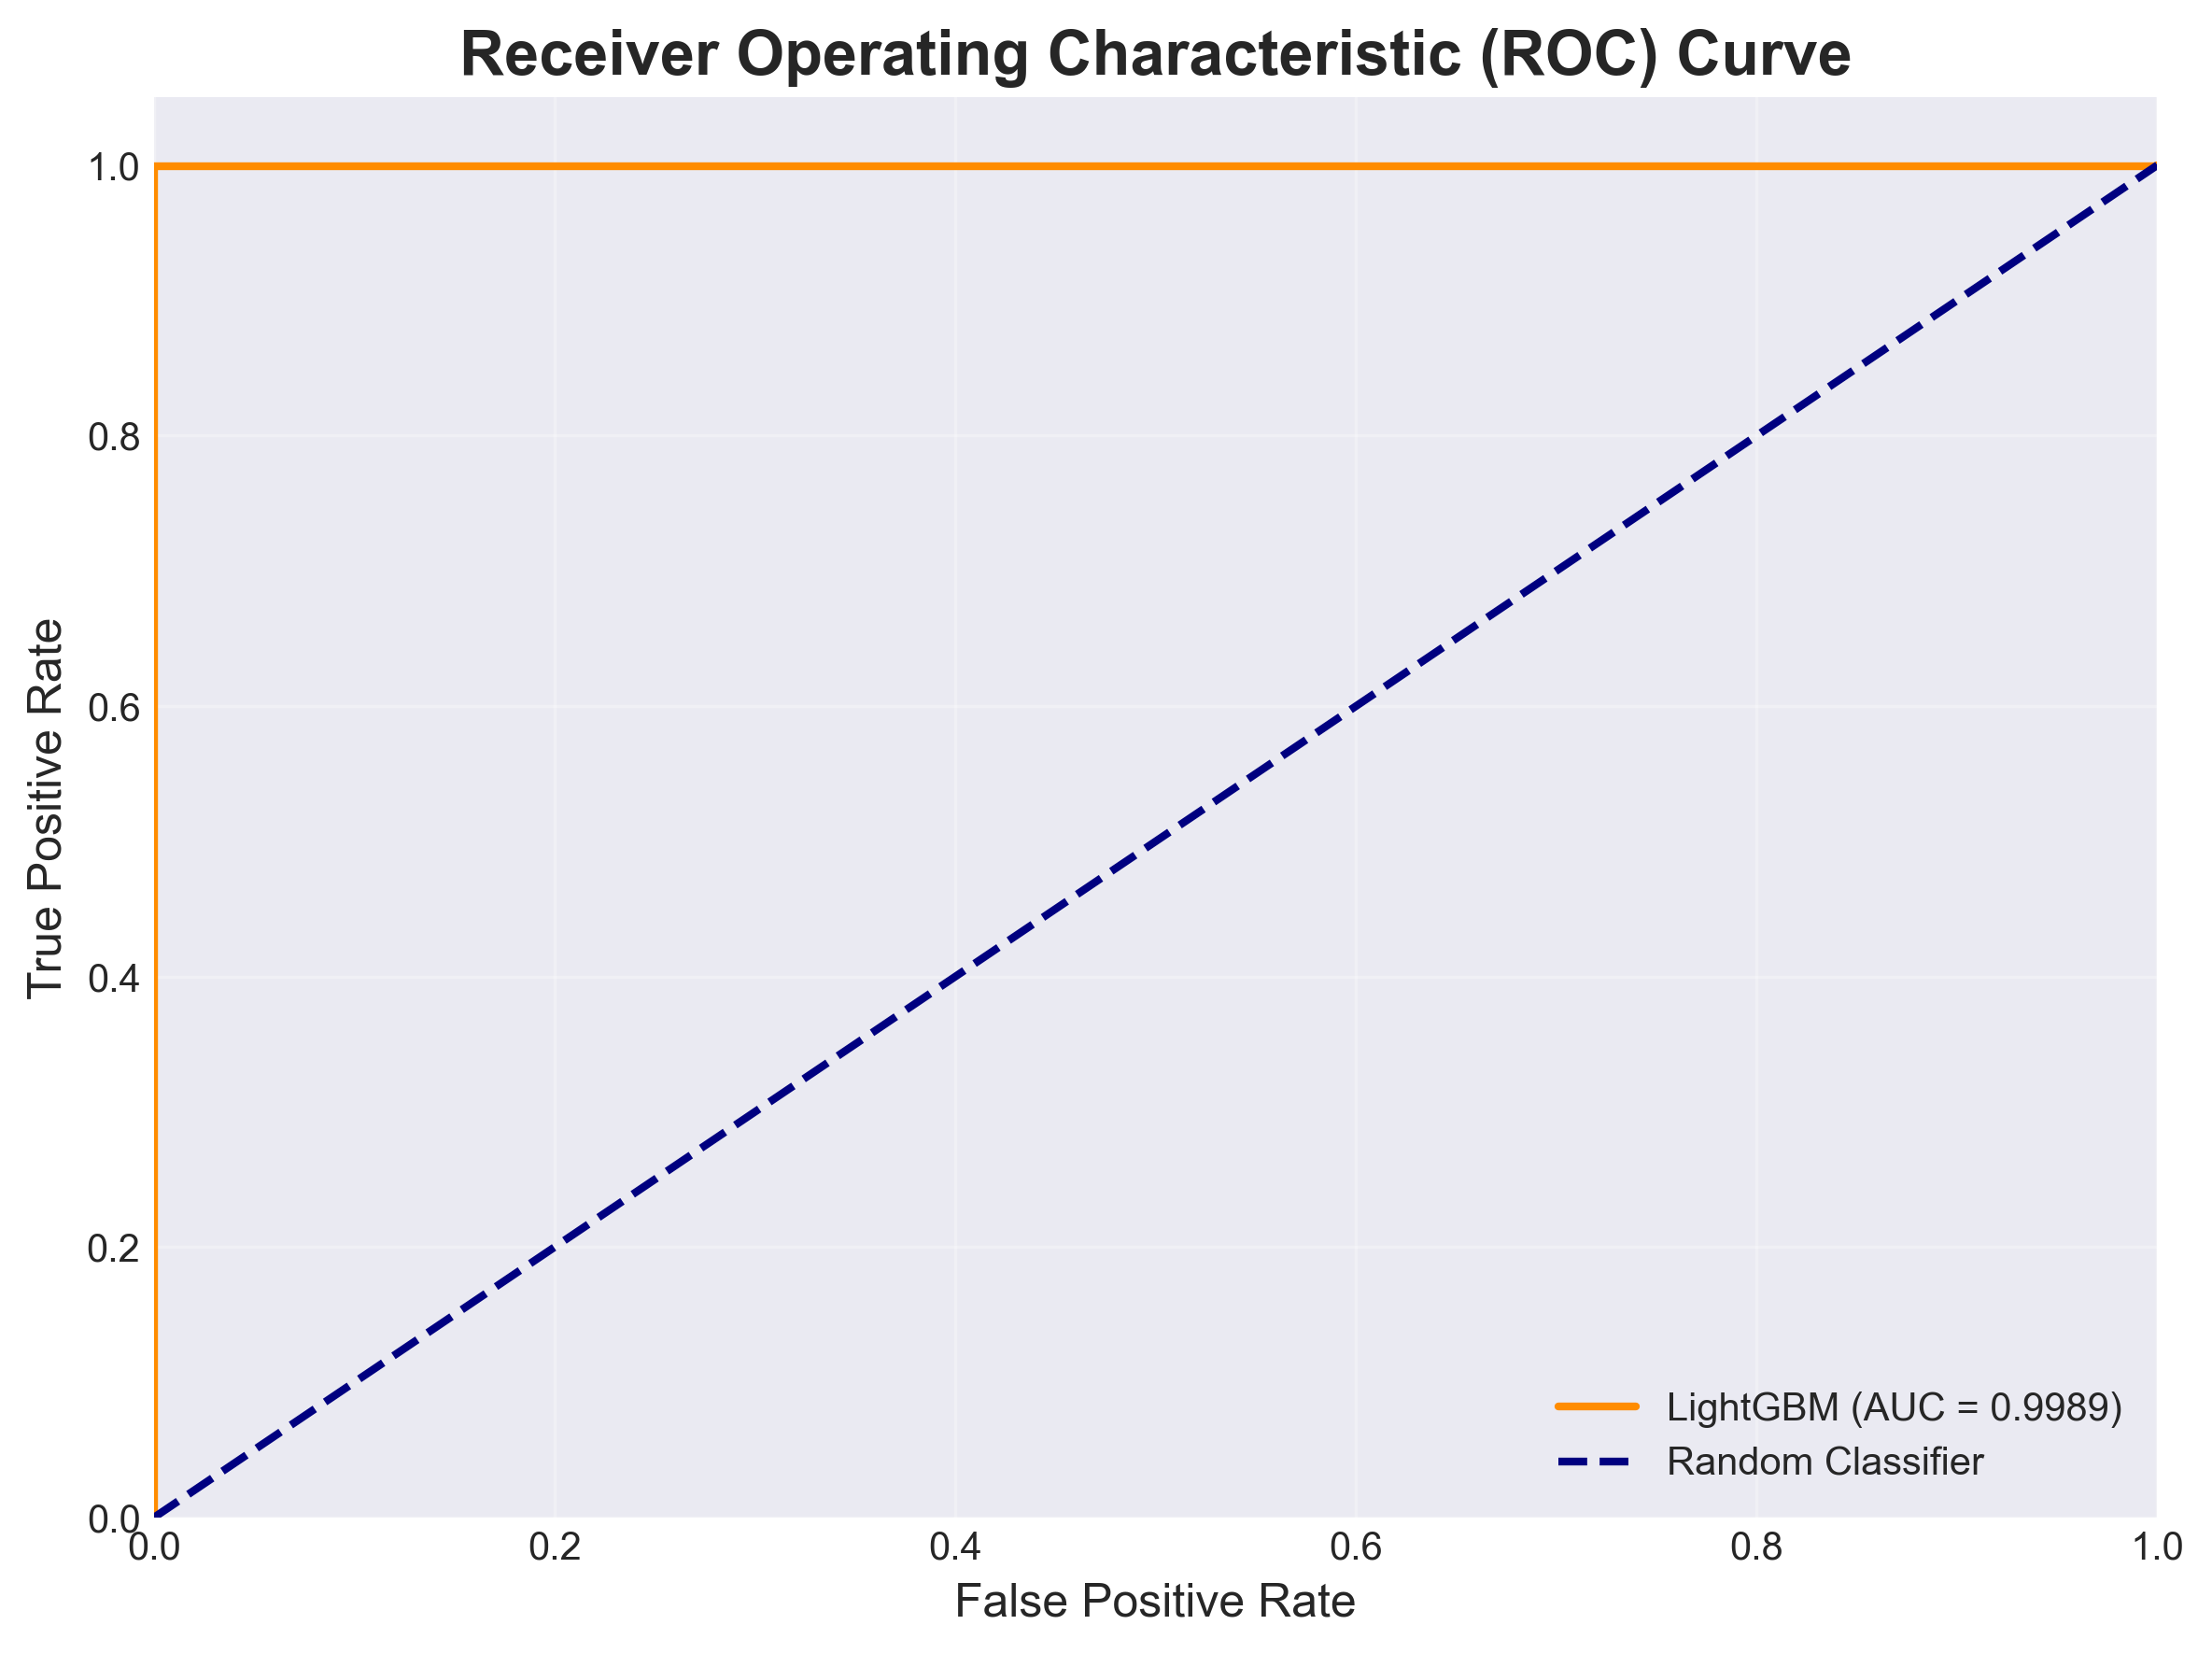 Receiver Operating Characteristic (ROC) Curve
True Positive Rate
1.0
0.8
0.6
0.4
0.2
0.0
0.0
0.2
0.4
0.6
0.8
1.0
False Positive Rate
LightGBM (AUC = 0.9989)
Random Classifier